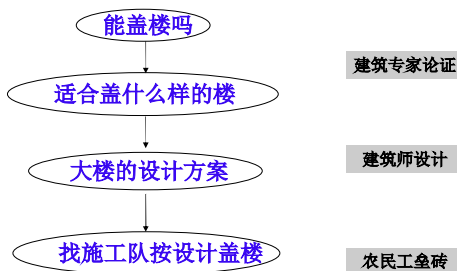 能盖楼吗
建筑专家论证
适合盖什么样的楼
大楼的设计方案
建筑师设计
找施工队按设计盖楼
农民工垒砖